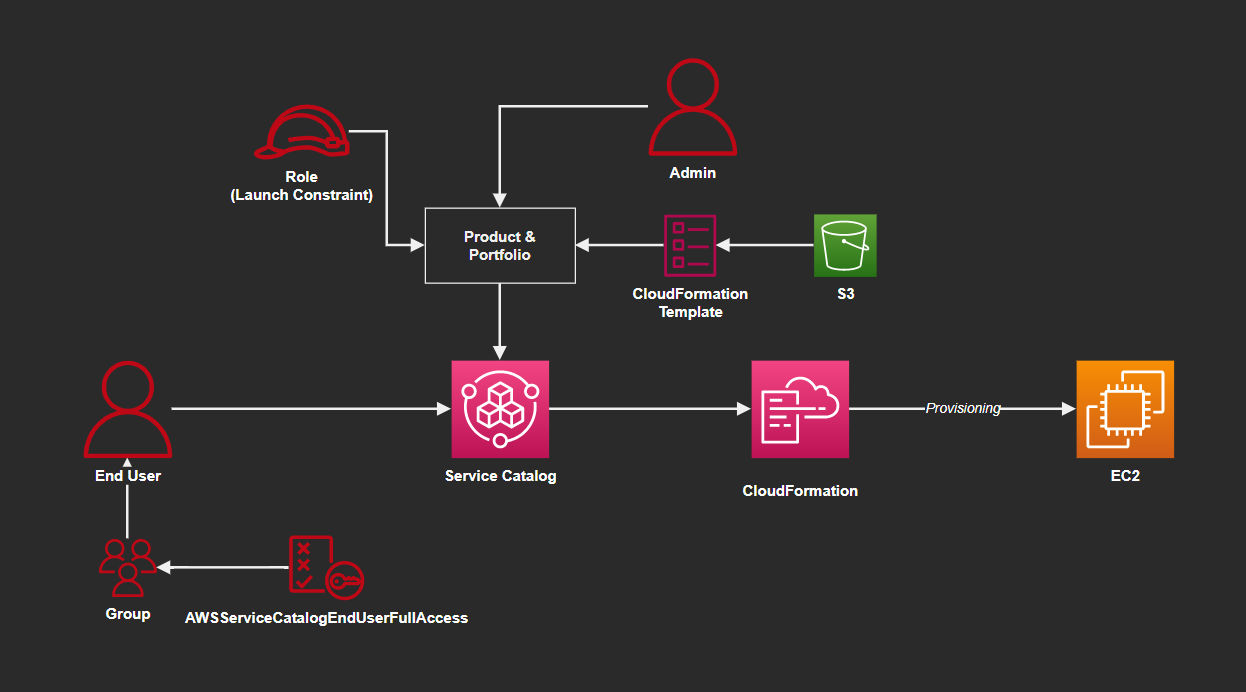 Admin
Role
(Launch Constraint)
Product &
Portfolio
CloudFormation
Template
S3
Provisioning
End User
Service Catalog
CloudFormation
EC2
Group
AWSServiceCatalogEndUserFullAccess